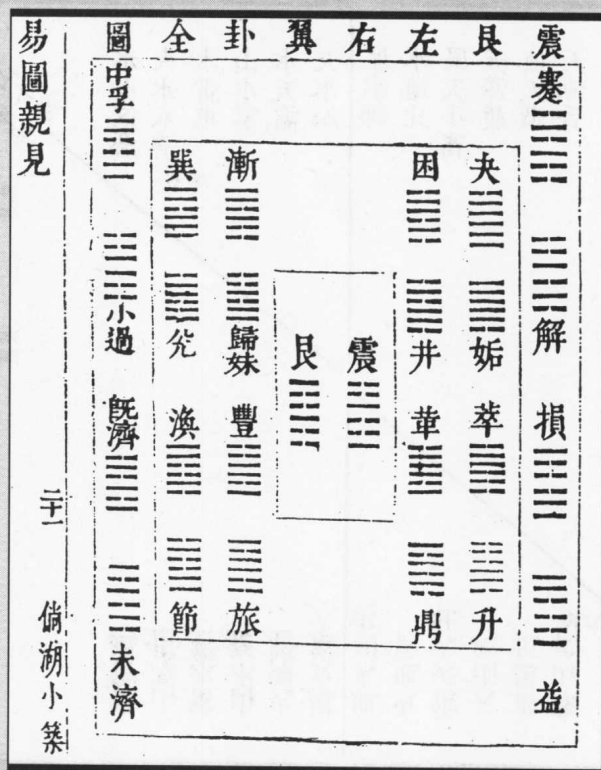 震艮左右翼卦全圖
蹇 解 損 益
夬 姤 萃 升
困 井 革 鼎
震
艮
漸 歸妹 豐 旅
巽 兌 渙 節
中孚 小過 既濟 未濟
易圖親見 二十一 倘湖小築